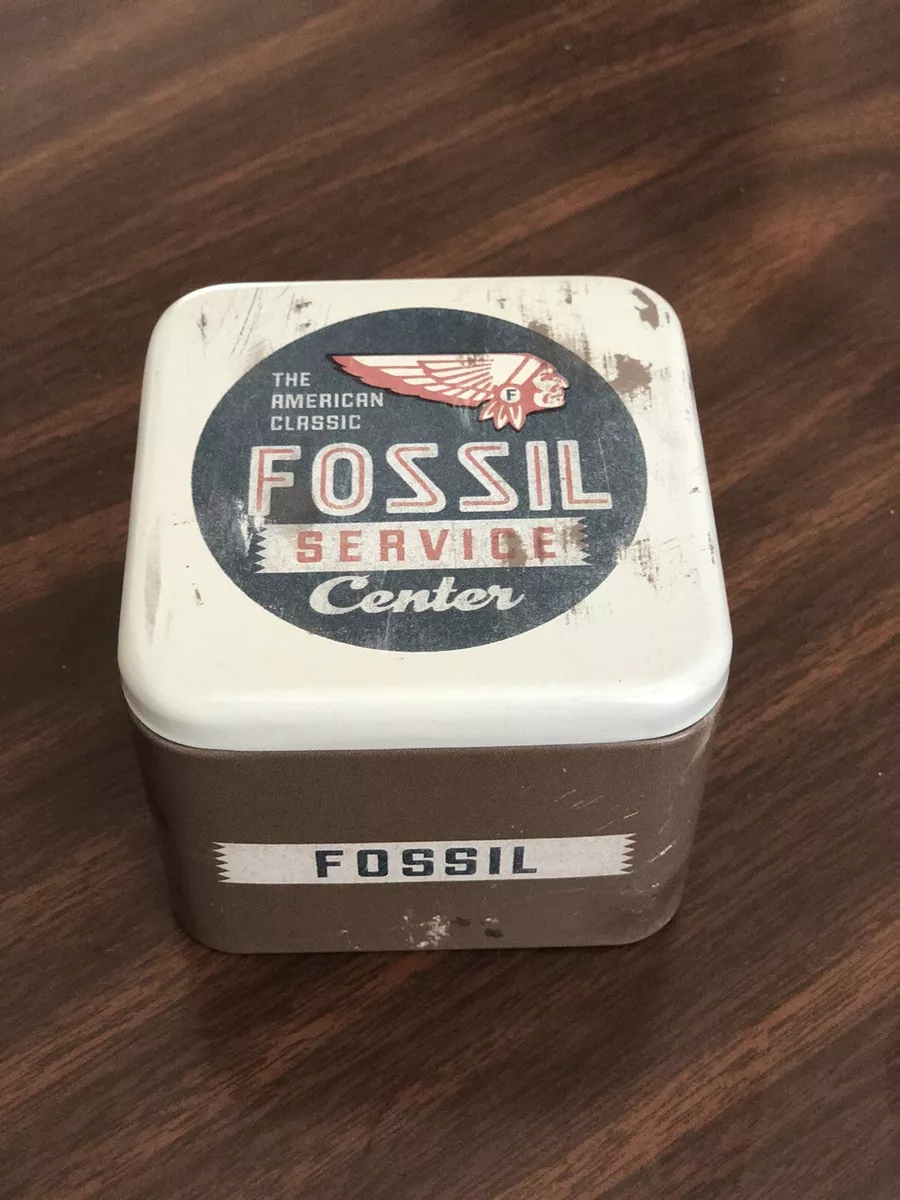 THE
AMERICAN
CLASSIC
F
FOSSIL
SERVICE
Center
FOSSIL